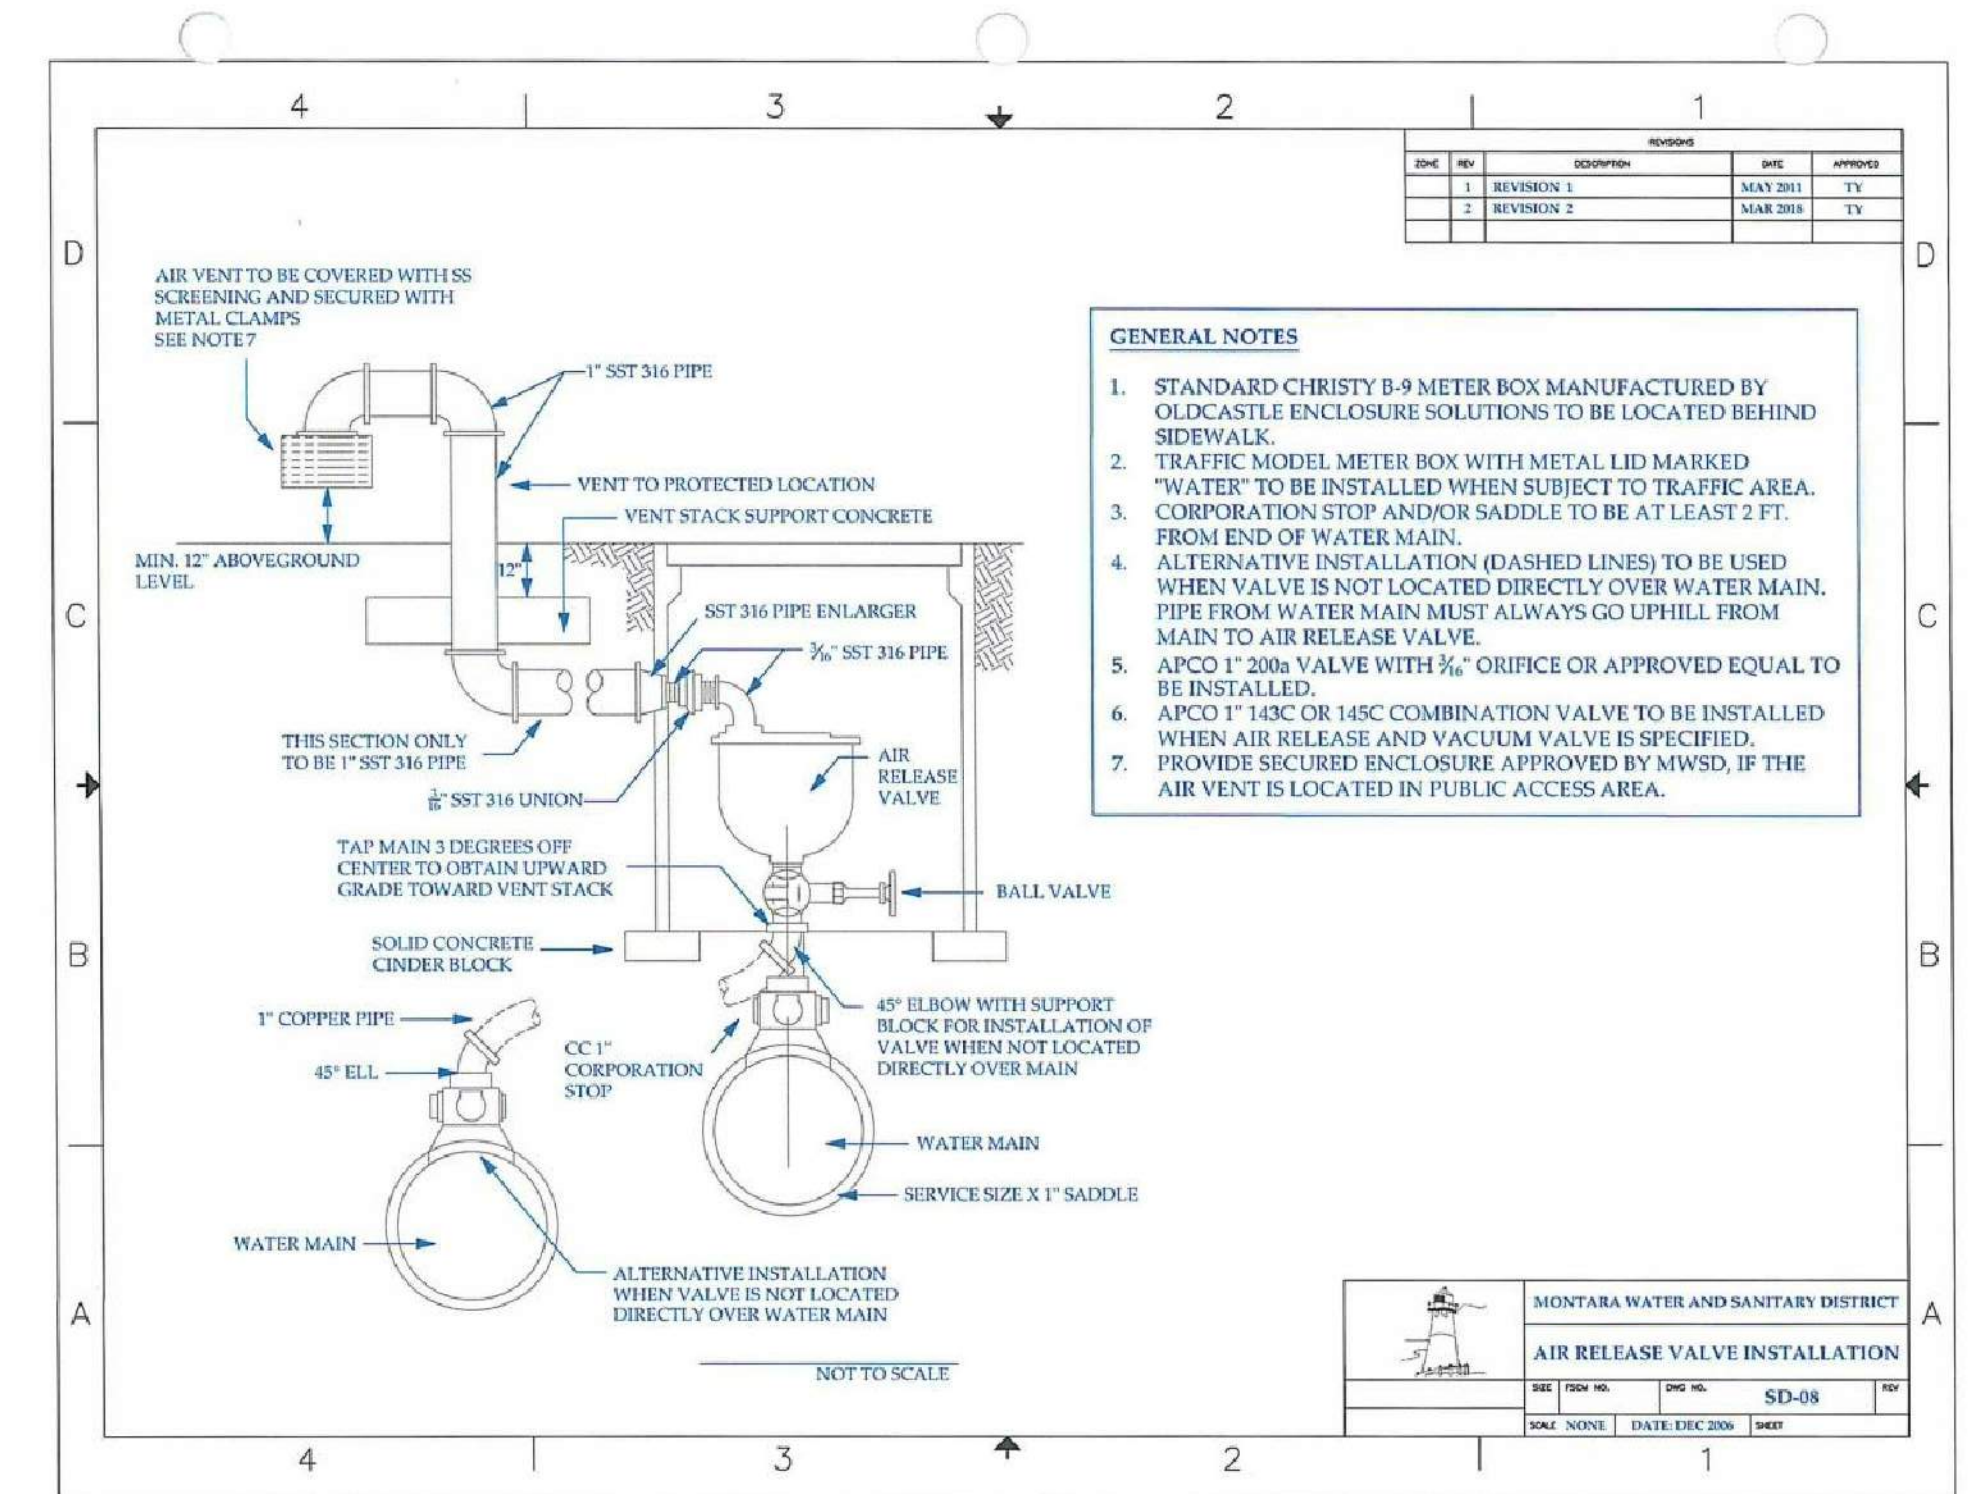 4 3 2 1
REVISIONS
ZONE REV DESCRIPTION DATE APPROVED
1 REVISION 1 MAY 2011 TY
2 REVISION 2 MAR 2018 TY
D D
AIR VENT TO BE COVERED WITH SS
SCREENING AND SECURED WITH
METAL CLAMPS
SEE NOTE 7
1" SST 316 PIPE
VENT TO PROTECTED LOCATION
VENT STACK SUPPORT CONCRETE
MIN. 12" ABOVEGROUND
LEVEL
12"
C C
SST 316 PIPE ENLARGER
3/16" SST 316 PIPE
THIS SECTION ONLY
TO BE 1" SST 316 PIPE
3/16" SST 316 UNION
AIR
RELEASE
VALVE
TAP MAIN 3 DEGREES OFF
CENTER TO OBTAIN UPWARD
GRADE TOWARD VENT STACK
BALL VALVE
B B
SOLID CONCRETE
CINDER BLOCK
1" COPPER PIPE
45° ELL
CC 1"
CORPORATION
STOP
45° ELBOW WITH SUPPORT
BLOCK FOR INSTALLATION OF
VALVE WHEN NOT LOCATED
DIRECTLY OVER MAIN
WATER MAIN
SERVICE SIZE X 1" SADDLE
WATER MAIN
ALTERNATIVE INSTALLATION
WHEN VALVE IS NOT LOCATED
DIRECTLY OVER WATER MAIN
NOT TO SCALE
GENERAL NOTES
1. STANDARD CHRISTY B-9 METER BOX MANUFACTURED BY
OLDCASTLE ENCLOSURE SOLUTIONS TO BE LOCATED BEHIND
SIDEWALK.
2. TRAFFIC MODEL METER BOX WITH METAL LID MARKED
"WATER" TO BE INSTALLED WHEN SUBJECT TO TRAFFIC AREA.
3. CORPORATION STOP AND/OR SADDLE TO BE AT LEAST 2 FT.
FROM END OF WATER MAIN.
4. ALTERNATIVE INSTALLATION (DASHED LINES) TO BE USED
WHEN VALVE IS NOT LOCATED DIRECTLY OVER WATER MAIN.
PIPE FROM WATER MAIN MUST ALWAYS GO UPHILL FROM
MAIN TO AIR RELEASE VALVE.
5. APCO 1" 200a VALVE WITH 3/16" ORIFICE OR APPROVED EQUAL TO
BE INSTALLED.
6. APCO 1" 143C OR 145C COMBINATION VALVE TO BE INSTALLED
WHEN AIR RELEASE AND VACUUM VALVE IS SPECIFIED.
7. PROVIDE SECURED ENCLOSURE APPROVED BY MWSD, IF THE
AIR VENT IS LOCATED IN PUBLIC ACCESS AREA.
A A
MONTARA WATER AND SANITARY DISTRICT
AIR RELEASE VALVE INSTALLATION
SIZE FSCM NO. DWG NO. SD-08 REV
SCALE NONE DATE: DEC 2006 SHEET
4 3 2 1